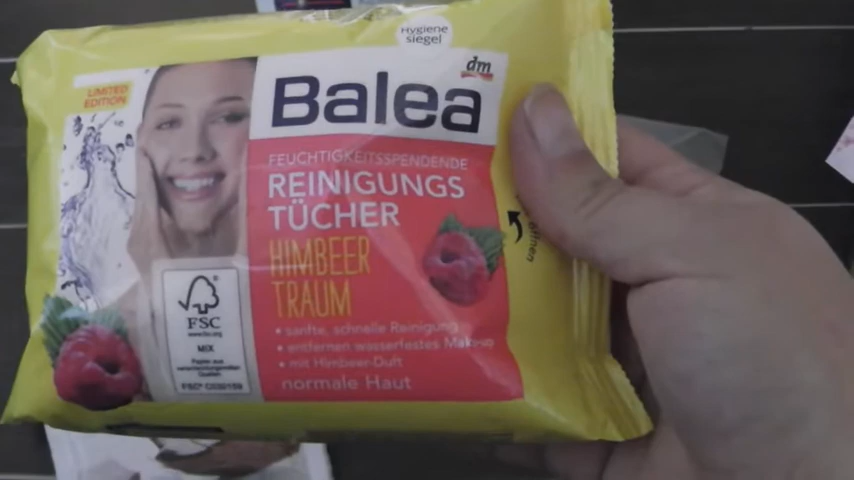 Hygiene
siegel
dm
LIMITED
EDITION
Balea
FEUCHTIGKEITSSPENDENDE
REINIGUNGS
TÜCHER
HIMBEER
TRAUM
• sanfte, schnelle Reinigung
• entfernen wasserfestes Make-up
• mit Himbeer-Duft
normale Haut
öffnen
FSC
www.fsc.org
MIX
Papier aus
verantwortungsvollen
Quellen
FSC®